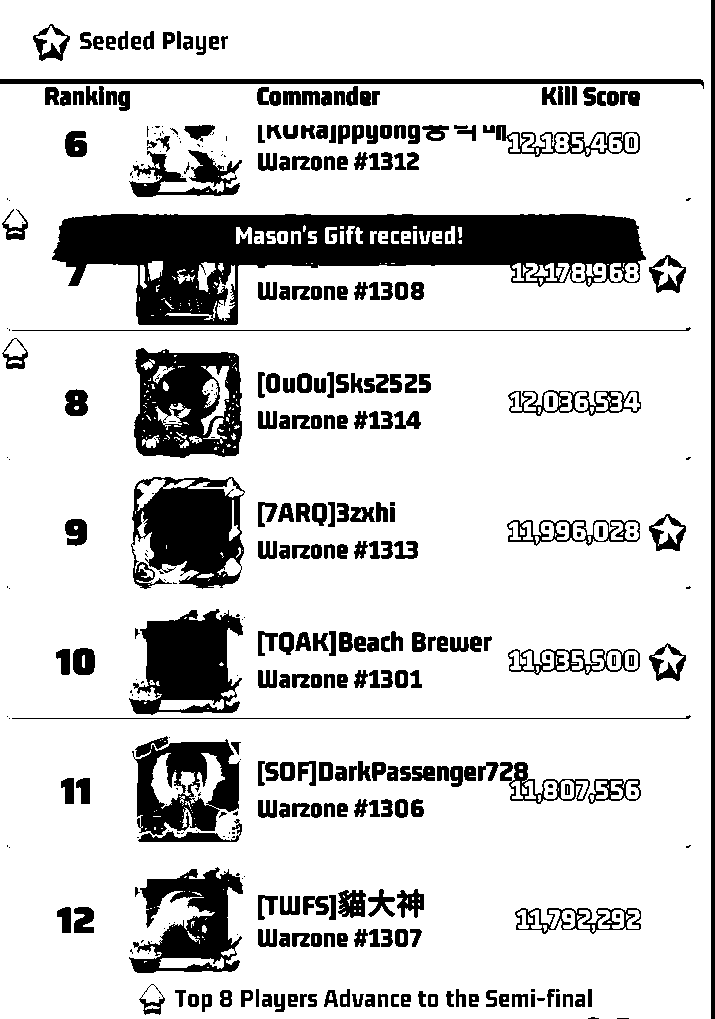 Seeded Player
Ranking Commander Kill Score
6 12,185,460
Warzone #1312
Mason's Gift received!
7 12,178,968
Warzone #1308
8 [OuOu]Sks2525 12,036,534
Warzone #1314
9 [7ARQ]3zxhi 11,996,028
Warzone #1313
10 [TQAK]Beach Brewer 11,935,500
Warzone #1301
11 [SOF]DarkPassenger728 11,807,556
Warzone #1306
12 [TWFS]貓大神 11,792,292
Warzone #1307
Top 8 Players Advance to the Semi-final